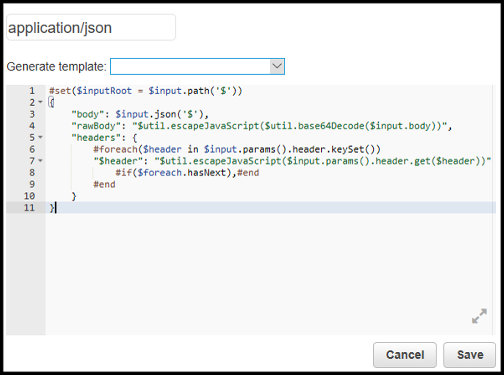 application/json
Generate template:
1 #set($inputRoot = $input.path('$'))
2 {
3 "body": $input.json('$'),
4 "rawBody": "$util.escapeJavaScript($util.base64Decode($input.body))",
5 "headers": {
6 #foreach($header in $input.params().header.keySet())
7 "$header": "$util.escapeJavaScript($input.params().header.get($header))"
8 #if($foreach.hasNext),#end
9 #end
10 }
11 }
Cancel Save